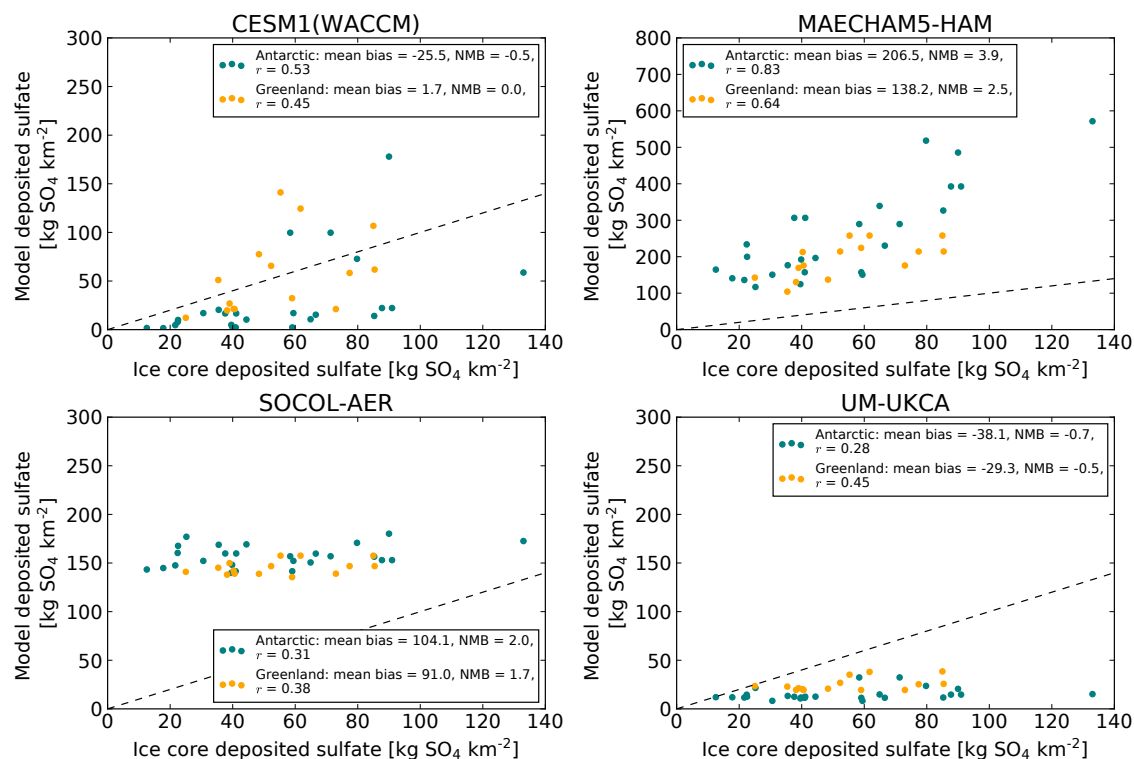 CESM1(WACCM)
300
250
200
150
100
50
0
Model deposited sulfate
[kg SO₄ km⁻²]
Antarctic: mean bias = -25.5, NMB = -0.5,
r = 0.53
Greenland: mean bias = 1.7, NMB = 0.0,
r = 0.45
0 20 40 60 80 100 120 140
Ice core deposited sulfate [kg SO₄ km⁻²]
MAECHAM5-HAM
800
700
600
500
400
300
200
100
0
Model deposited sulfate
[kg SO₄ km⁻²]
Antarctic: mean bias = 206.5, NMB = 3.9,
r = 0.83
Greenland: mean bias = 138.2, NMB = 2.5,
r = 0.64
0 20 40 60 80 100 120 140
Ice core deposited sulfate [kg SO₄ km⁻²]
SOCOL-AER
300
250
200
150
100
50
0
Model deposited sulfate
[kg SO₄ km⁻²]
Antarctic: mean bias = 104.1, NMB = 2.0,
r = 0.31
Greenland: mean bias = 91.0, NMB = 1.7,
r = 0.38
0 20 40 60 80 100 120 140
Ice core deposited sulfate [kg SO₄ km⁻²]
UM-UKCA
300
250
200
150
100
50
0
Model deposited sulfate
[kg SO₄ km⁻²]
Antarctic: mean bias = -38.1, NMB = -0.7,
r = 0.28
Greenland: mean bias = -29.3, NMB = -0.5,
r = 0.45
0 20 40 60 80 100 120 140
Ice core deposited sulfate [kg SO₄ km⁻²]